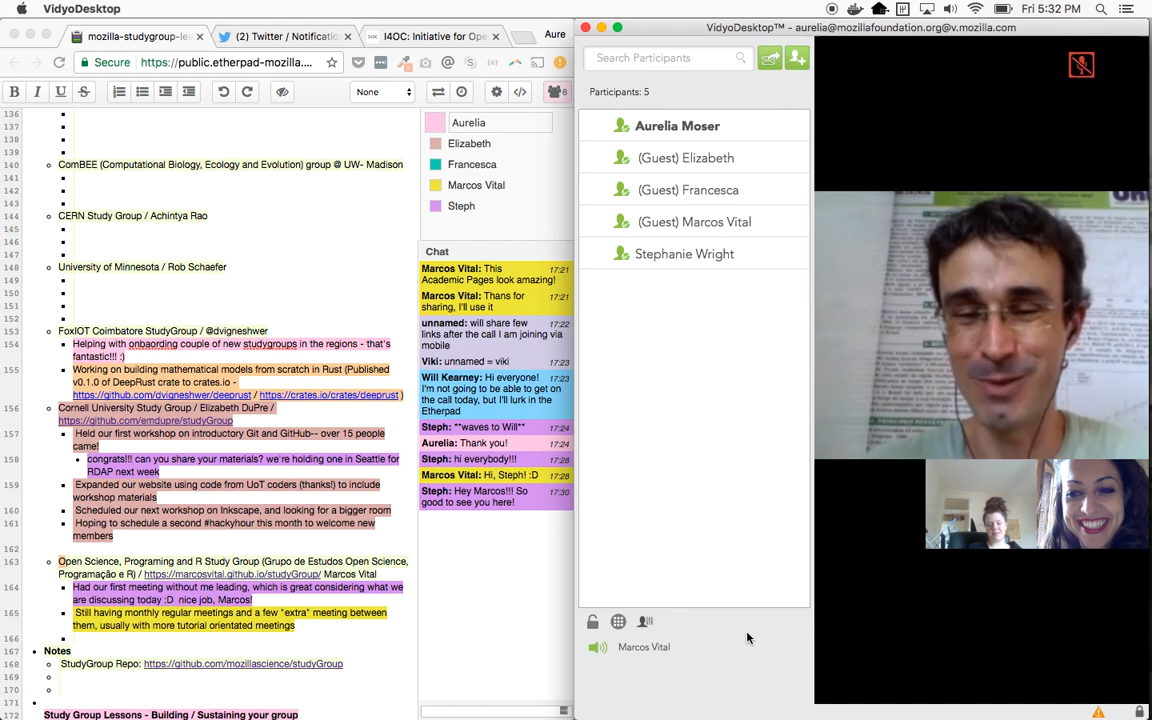 VidyoDesktop
Fri 5:32 PM
mozilla-studygroup-lea
(2) Twitter / Notification
I4OC: Initiative for Ope
Aure
Secure https://public.etherpad-mozilla....
B I U S
None
8
136
137
138
139
140 ComBEE (Computational Biology, Ecology and Evolution) group @ UW- Madison
141
142
143
144 CERN Study Group / Achintya Rao
145
146
147
148 University of Minnesota / Rob Schaefer
149
150
151
152
153 FoxIOT Coimbatore StudyGroup / @dvigneshwer
154 Helping with onbaording couple of new studygroups in the regions - that's
fantastic!!! :)
155 Working on building mathematical models from scratch in Rust (Published
v0.1.0 of DeepRust crate to crates.io -
https://github.com/dvigneshwer/deeprust / https://crates.io/crates/deeprust )
156 Cornell University Study Group / Elizabeth DuPre /
https://github.com/emdupre/studyGroup
157 Held our first workshop on introductory Git and GitHub-- over 15 people
came!
158 congrats!!! can you share your materials? we're holding one in Seattle for
RDAP next week
159 Expanded our website using code from UoT coders (thanks!) to include
workshop materials
160 Scheduled our next workshop on Inkscape, and looking for a bigger room
161 Hoping to schedule a second #hackyhour this month to welcome new
members
162
163 Open Science, Programing and R Study Group (Grupo de Estudos Open Science,
Programação e R) / https://marcosvital.github.io/studyGroup/ Marcos Vital
164 Had our first meeting without me leading, which is great considering what we
are discussing today :D nice job, Marcos!
165 Still having monthly regular meetings and a few "extra" meeting between
them, usually with more tutorial orientated meetings
166
167 Notes
168 StudyGroup Repo: https://github.com/mozillascience/studyGroup
169
170
171
172 Study Group Lessons - Building / Sustaining your group
Aurelia
Elizabeth
Francesca
Marcos Vital
Steph
Chat
Marcos Vital: This 17:21
Academic Pages look amazing!
Marcos Vital: Thans for 17:21
sharing, I'll use it
unnamed: will share few 17:22
links after the call I am joining via
mobile
Viki: unnamed = viki 17:23
Will Kearney: Hi everyone! 17:23
I'm not going to be able to get on
the call today, but I'll lurk in the
Etherpad
Steph: **waves to Will** 17:24
Aurelia: Thank you! 17:24
Steph: hi everybody!!! 17:28
Marcos Vital: Hi, Steph! :D 17:28
Steph: Hey Marcos!!! So 17:30
good to see you here!
VidyoDesktop™ - aurelia@mozillafoundation.org@v.mozilla.com
Search Participants
Participants: 5
Aurelia Moser
(Guest) Elizabeth
(Guest) Francesca
(Guest) Marcos Vital
Stephanie Wright
Marcos Vital